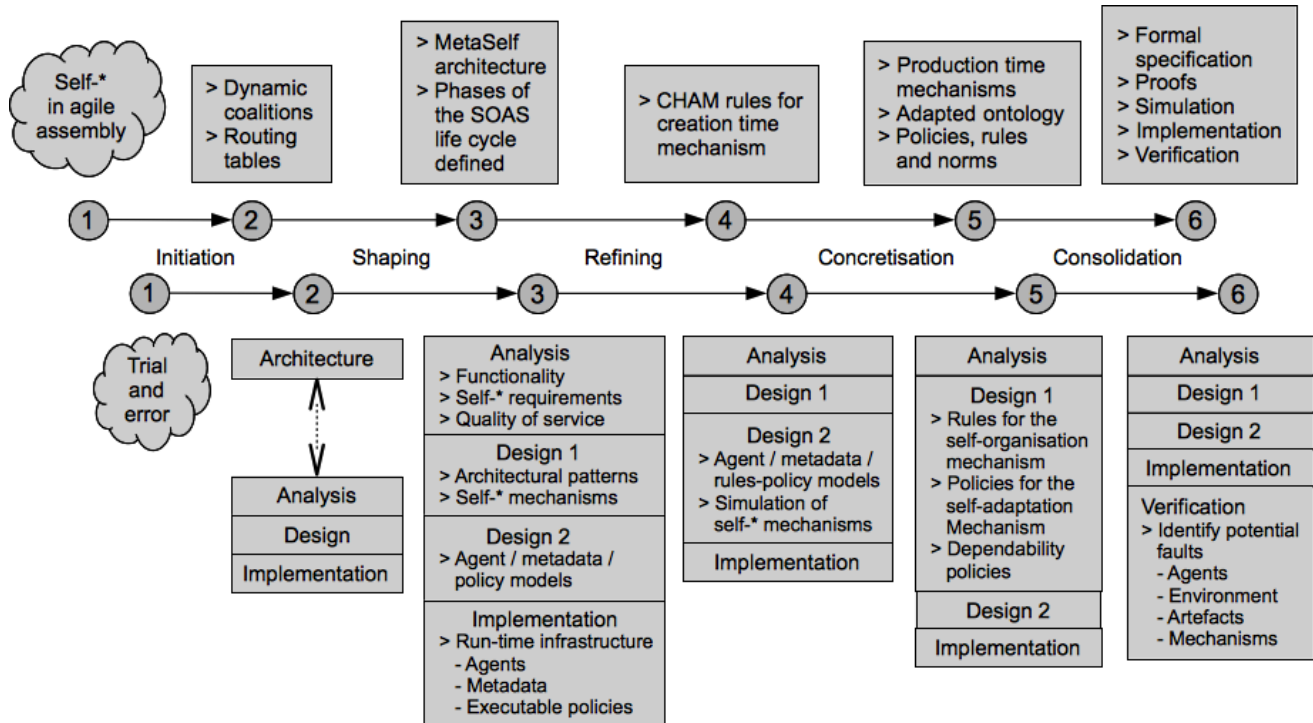 Self-*
in agile
assembly
> Dynamic
coalitions
> Routing
tables
> MetaSelf
architecture
> Phases of
the SOAS
life cycle
defined
> CHAM rules for
creation time
mechanism
> Production time
mechanisms
> Adapted ontology
> Policies, rules
and norms
> Formal
specification
> Proofs
> Simulation
> Implementation
> Verification
1 2 3 4 5 6
Initiation Shaping Refining Concretisation Consolidation
1 2 3 4 5 6
Trial
and
error
Architecture
Analysis
Design
Implementation
Analysis
> Functionality
> Self-* requirements
> Quality of service
Design 1
> Architectural patterns
> Self-* mechanisms
Design 2
> Agent / metadata /
policy models
Implementation
> Run-time infrastructure
- Agents
- Metadata
- Executable policies
Analysis
Design 1
Design 2
> Agent / metadata /
rules-policy models
> Simulation of
self-* mechanisms
Implementation
Analysis
Design 1
> Rules for the
self-organisation
mechanism
> Policies for the
self-adaptation
Mechanism
> Dependability
policies
Design 2
Implementation
Analysis
Design 1
Design 2
Implementation
Verification
> Identify potential
faults
- Agents
- Environment
- Artefacts
- Mechanisms